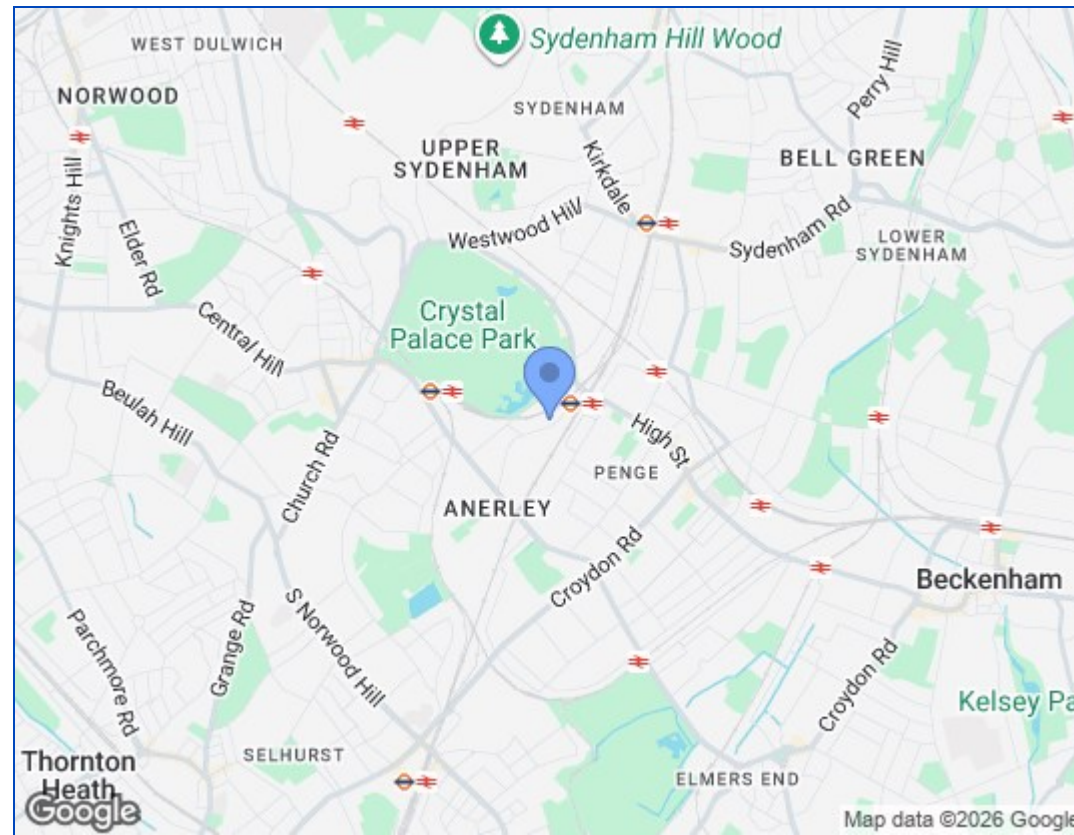 WEST DULWICH
Sydenham Hill Wood
NORWOOD
SYDENHAM
Perry Hill
UPPER
SYDENHAM
Kirkdale
BELL GREEN
Knights Hill
Elder Rd
Westwood Hill
Sydenham Rd
LOWER
SYDENHAM
Central Hill
Crystal
Palace Park
Beulah Hill
Church Rd
High St
PENGE
ANERLEY
Croydon Rd
Beckenham
Parchmore Rd
Grange Rd
S Norwood Hill
Croydon Rd
Kelsey Pa
SELHURST
Thornton
Heath
ELMERS END
Google
Map data ©2026 Google